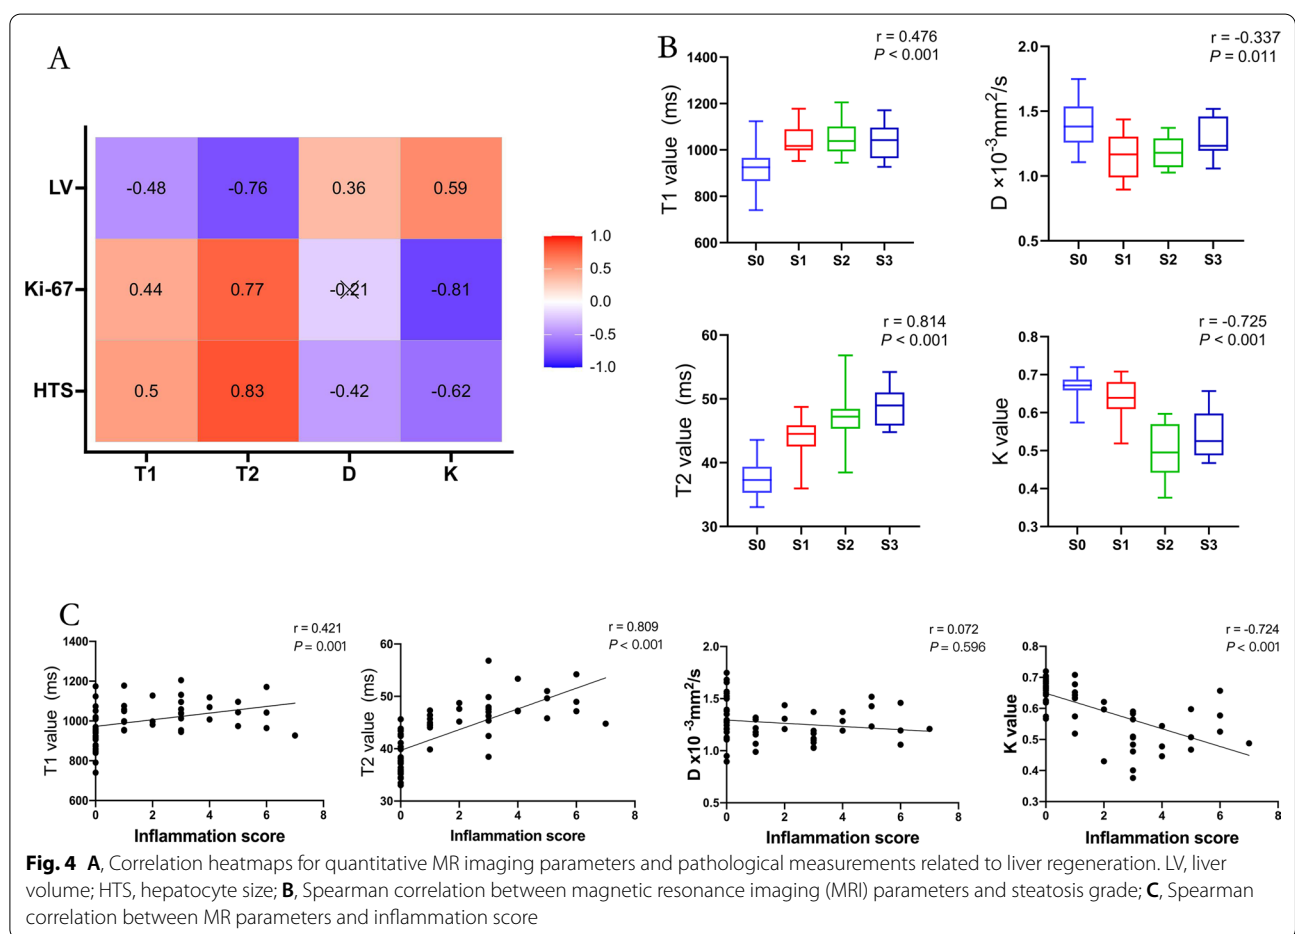 A
LV
-0.48
-0.76
0.36
0.59
Ki-67
0.44
0.77
-0.21
-0.81
HTS
0.5
0.83
-0.42
-0.62
T1
T2
D
K
1.0
0.5
0.0
-0.5
-1.0
B
r = 0.476
P < 0.001
T1 value (ms)
1400
1200
1000
800
600
S0
S1
S2
S3
r = -0.337
P = 0.011
D ×10⁻³mm²/s
2.0
1.5
1.0
0.5
S0
S1
S2
S3
r = 0.814
P < 0.001
T2 value (ms)
60
50
40
30
S0
S1
S2
S3
r = -0.725
P < 0.001
K value
0.8
0.7
0.6
0.5
0.4
0.3
S0
S1
S2
S3
C
r = 0.421
P = 0.001
T1 value (ms)
1400
1200
1000
800
600
0
2
4
6
8
Inflammation score
r = 0.809
P < 0.001
T2 value (ms)
60
50
40
30
0
2
4
6
8
Inflammation score
r = 0.072
P = 0.596
D x10⁻³mm²/s
2.0
1.5
1.0
0.5
0
2
4
6
8
Inflammation score
r = -0.724
P < 0.001
K value
0.8
0.7
0.6
0.5
0.4
0.3
0
2
4
6
8
Inflammation score
Fig. 4 A, Correlation heatmaps for quantitative MR imaging parameters and pathological measurements related to liver regeneration. LV, liver
volume; HTS, hepatocyte size; B, Spearman correlation between magnetic resonance imaging (MRI) parameters and steatosis grade; C, Spearman
correlation between MR parameters and inflammation score